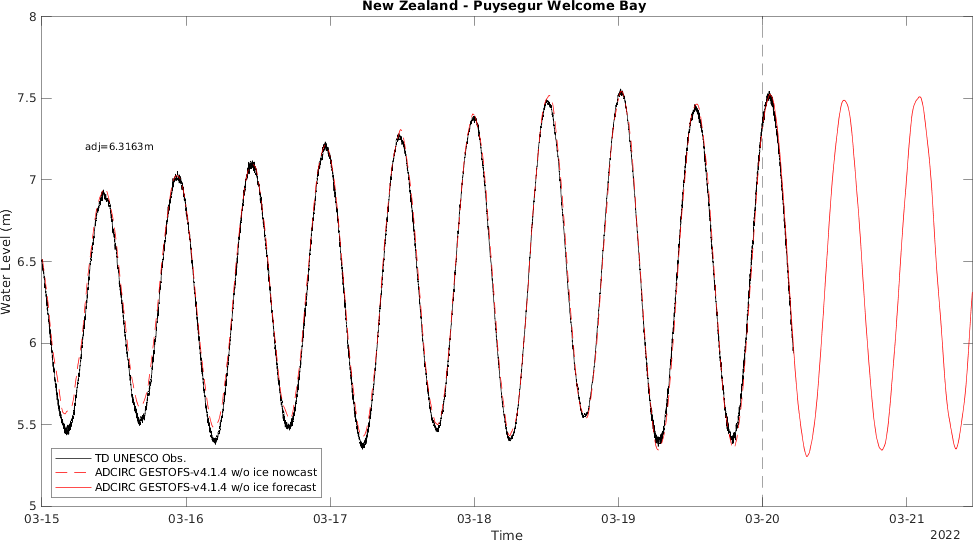 New Zealand - Puysegur Welcome Bay
8
7.5
7
6.5
6
5.5
5
Water Level (m)
adj=6.3163m
TD UNESCO Obs.
ADCIRC GESTOFS-v4.1.4 w/o ice nowcast
ADCIRC GESTOFS-v4.1.4 w/o ice forecast
03-15
03-16
03-17
03-18
03-19
03-20
03-21
Time
2022